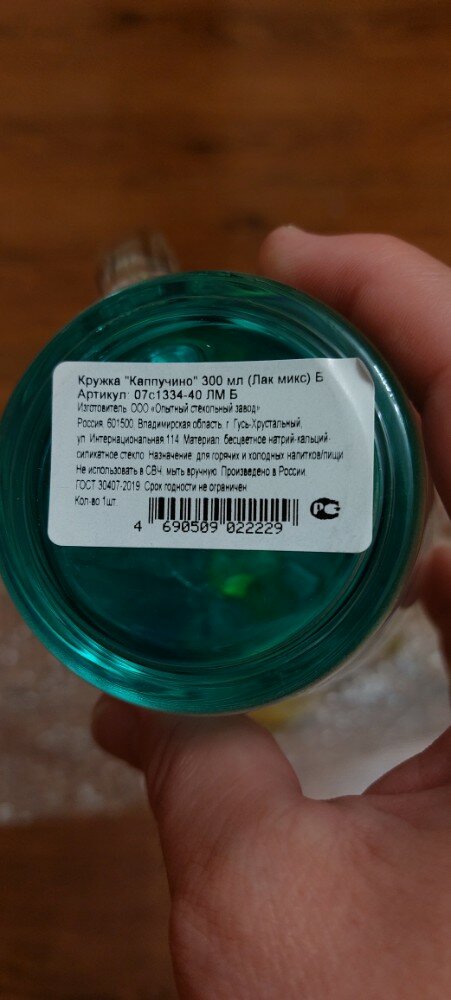 Кружка "Каппучино" 300 мл (Лак микс) Б
Артикул: 07с1334-40 ЛМ Б
Изготовитель: ООО «Опытный стекольный завод»
Россия, 601500, Владимирская область, г. Гусь-Хрустальный,
ул. Интернациональная 114. Материал: бесцветное натрий-кальций-
силикатное стекло. Назначение: для горячих и холодных напитков/пищи.
Не использовать в СВЧ, мыть вручную. Произведено в России.
ГОСТ 30407-2019. Срок годности не ограничен.
Кол-во 1шт.
4 690509 022229
РС